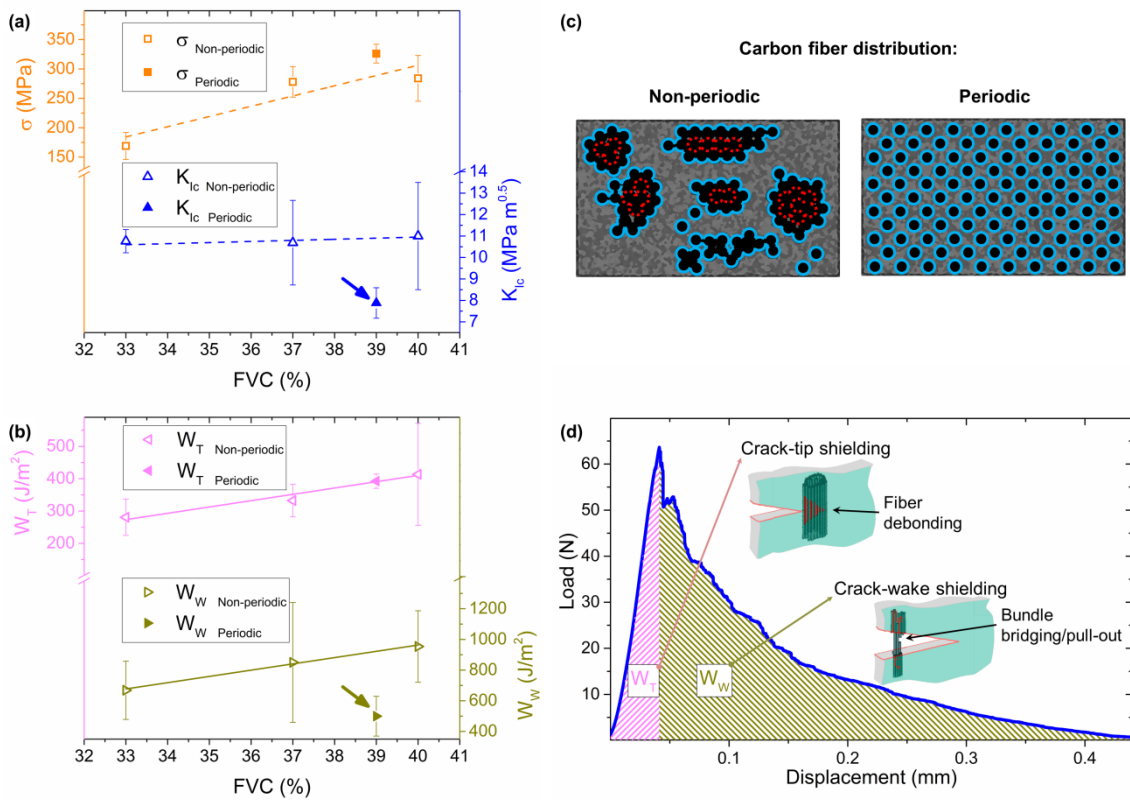 (a)
σ Non-periodic
σ Periodic
350
300
250
200
150
σ (MPa)
K Ic Non-periodic
K Ic Periodic
14
13
12
11
10
9
8
7
K Ic (MPa m^0.5)
32 33 34 35 36 37 38 39 40 41
FVC (%)
(b)
W T Non-periodic
W T Periodic
500
400
300
200
W T (J/m²)
W W Non-periodic
W W Periodic
1200
1000
800
600
400
W W (J/m²)
32 33 34 35 36 37 38 39 40 41
FVC (%)
(c)
Carbon fiber distribution:
Non-periodic Periodic
(d)
60
50
40
30
20
10
Load (N)
Crack-tip shielding
Fiber
debonding
Crack-wake shielding
Bundle
bridging/pull-out
W T W W
0.1 0.2 0.3 0.4
Displacement (mm)